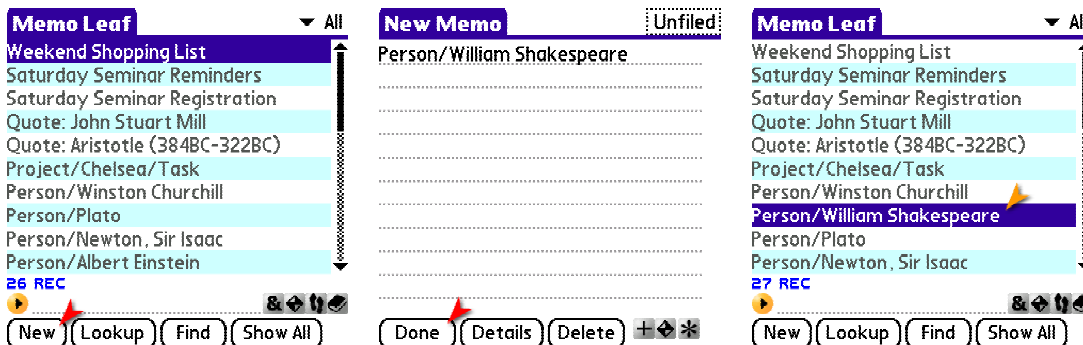 Memo Leaf
All
Weekend Shopping List
Saturday Seminar Reminders
Saturday Seminar Registration
Quote: John Stuart Mill
Quote: Aristotle (384BC-322BC)
Project/Chelsea/Task
Person/Winston Churchill
Person/Plato
Person/Newton, Sir Isaac
Person/Albert Einstein
26 REC
&
New
Lookup
Find
Show All
New Memo
Unfiled
Person/William Shakespeare
Done
Details
Delete
Memo Leaf
Al
Weekend Shopping List
Saturday Seminar Reminders
Saturday Seminar Registration
Quote: John Stuart Mill
Quote: Aristotle (384BC-322BC)
Project/Chelsea/Task
Person/Winston Churchill
Person/William Shakespeare
Person/Plato
Person/Newton, Sir Isaac
27 REC
&
New
Lookup
Find
Show All